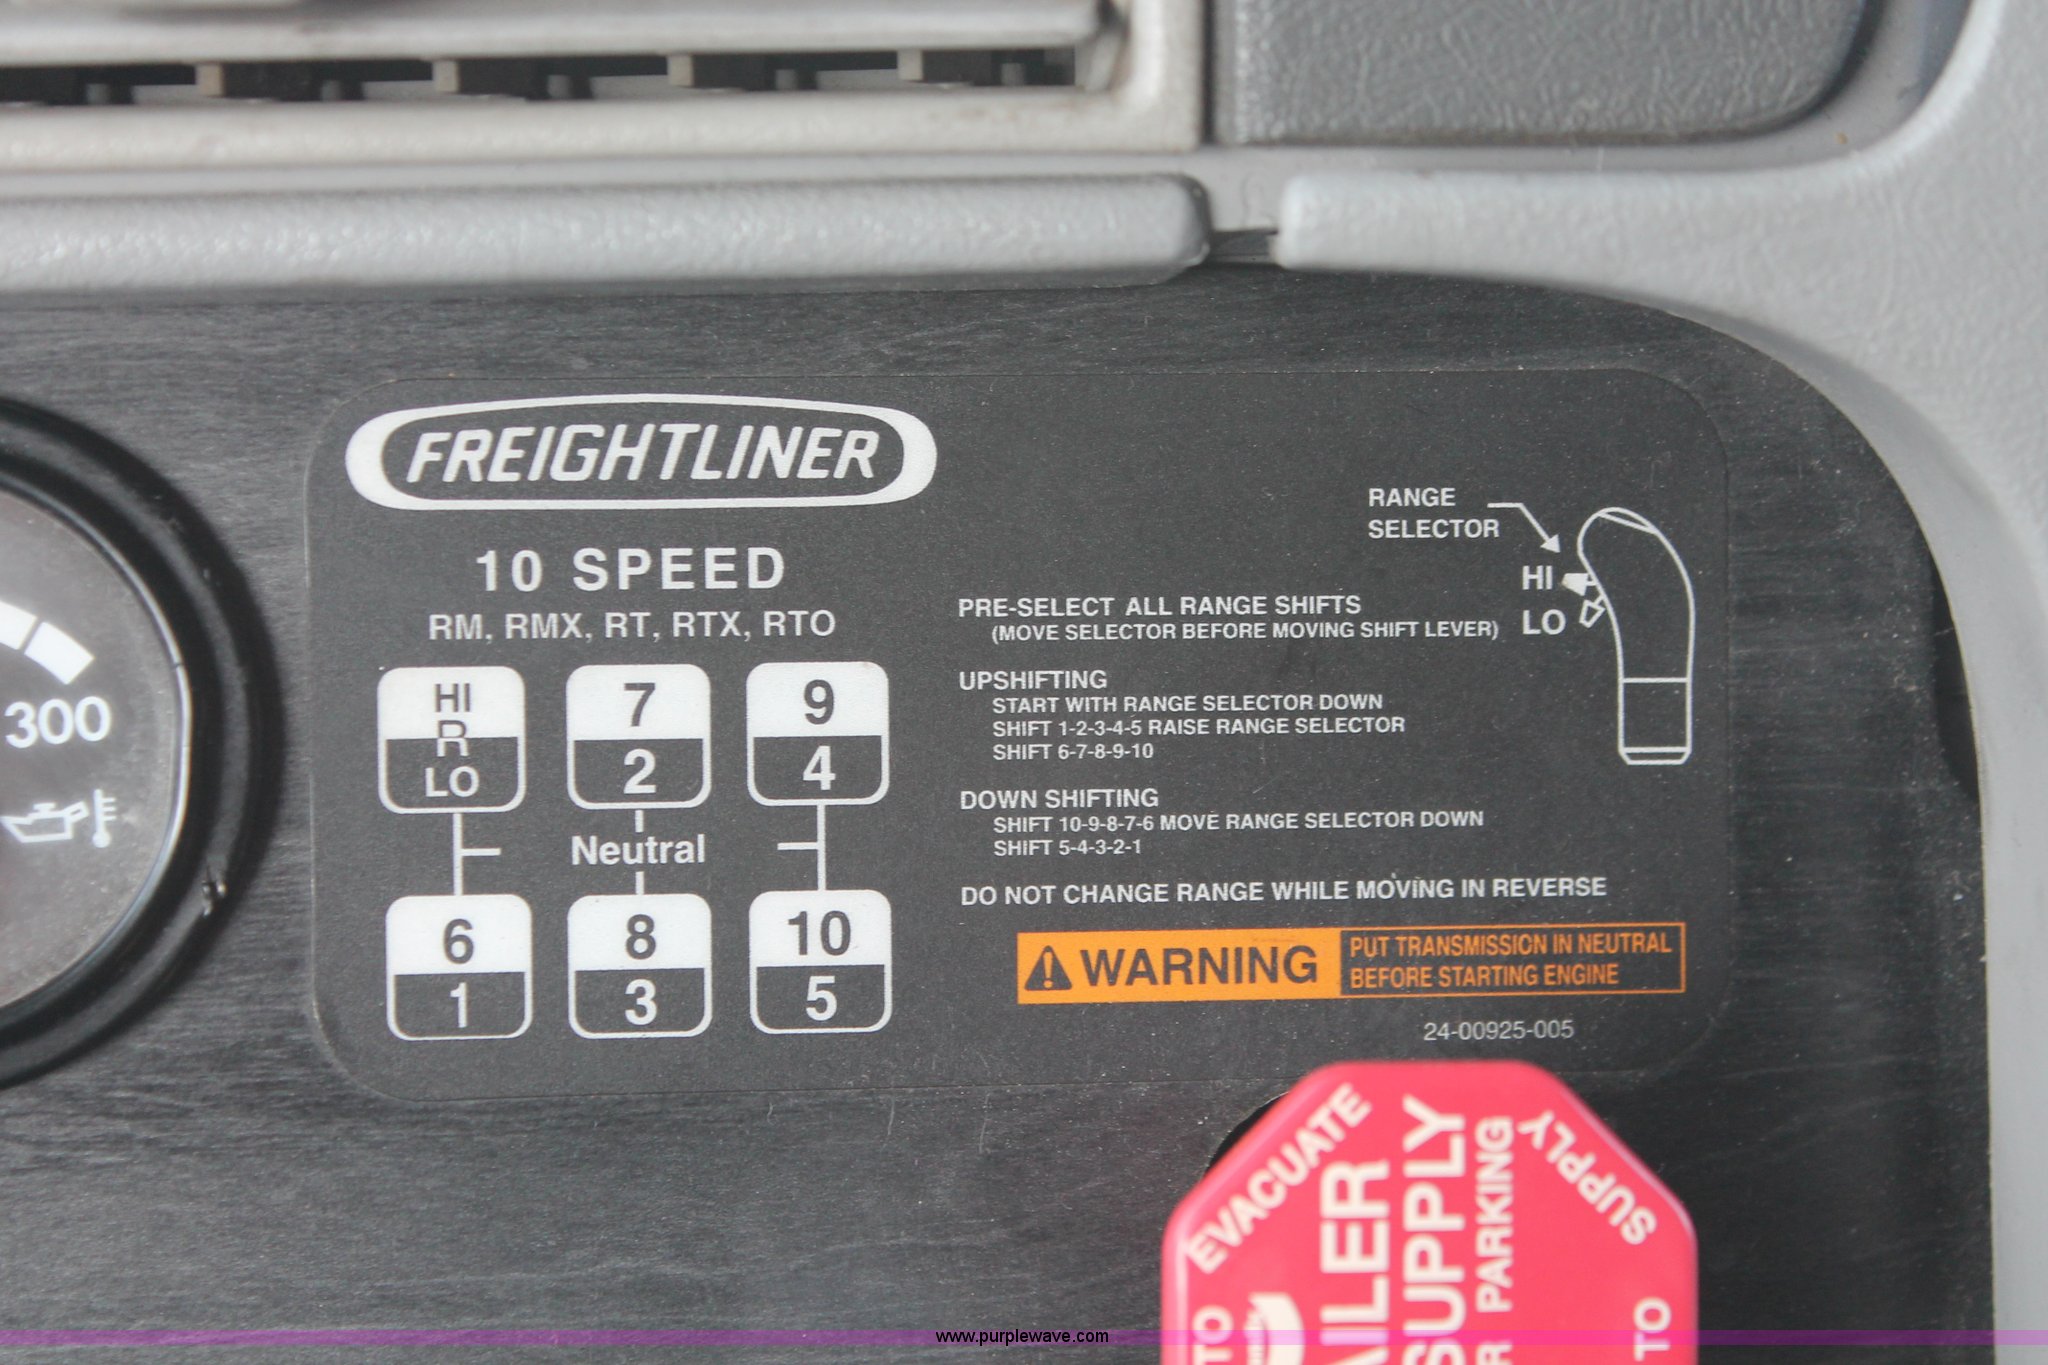 FREIGHTLINER
10 SPEED
RM, RMX, RT, RTX, RTO
HI
R
LO
7
2
9
4
Neutral
6
1
8
3
10
5
RANGE
SELECTOR
HI
LO
PRE-SELECT ALL RANGE SHIFTS
(MOVE SELECTOR BEFORE MOVING SHIFT LEVER)
UPSHIFTING
START WITH RANGE SELECTOR DOWN
SHIFT 1-2-3-4-5 RAISE RANGE SELECTOR
SHIFT 6-7-8-9-10
DOWN SHIFTING
SHIFT 10-9-8-7-6 MOVE RANGE SELECTOR DOWN
SHIFT 5-4-3-2-1
DO NOT CHANGE RANGE WHILE MOVING IN REVERSE
WARNING
PUT TRANSMISSION IN NEUTRAL
BEFORE STARTING ENGINE
24-00925-005
300
TO EVACUATE
AILER
SUPPLY
R PARKING
TO SUPPLY
www.purplewave.com